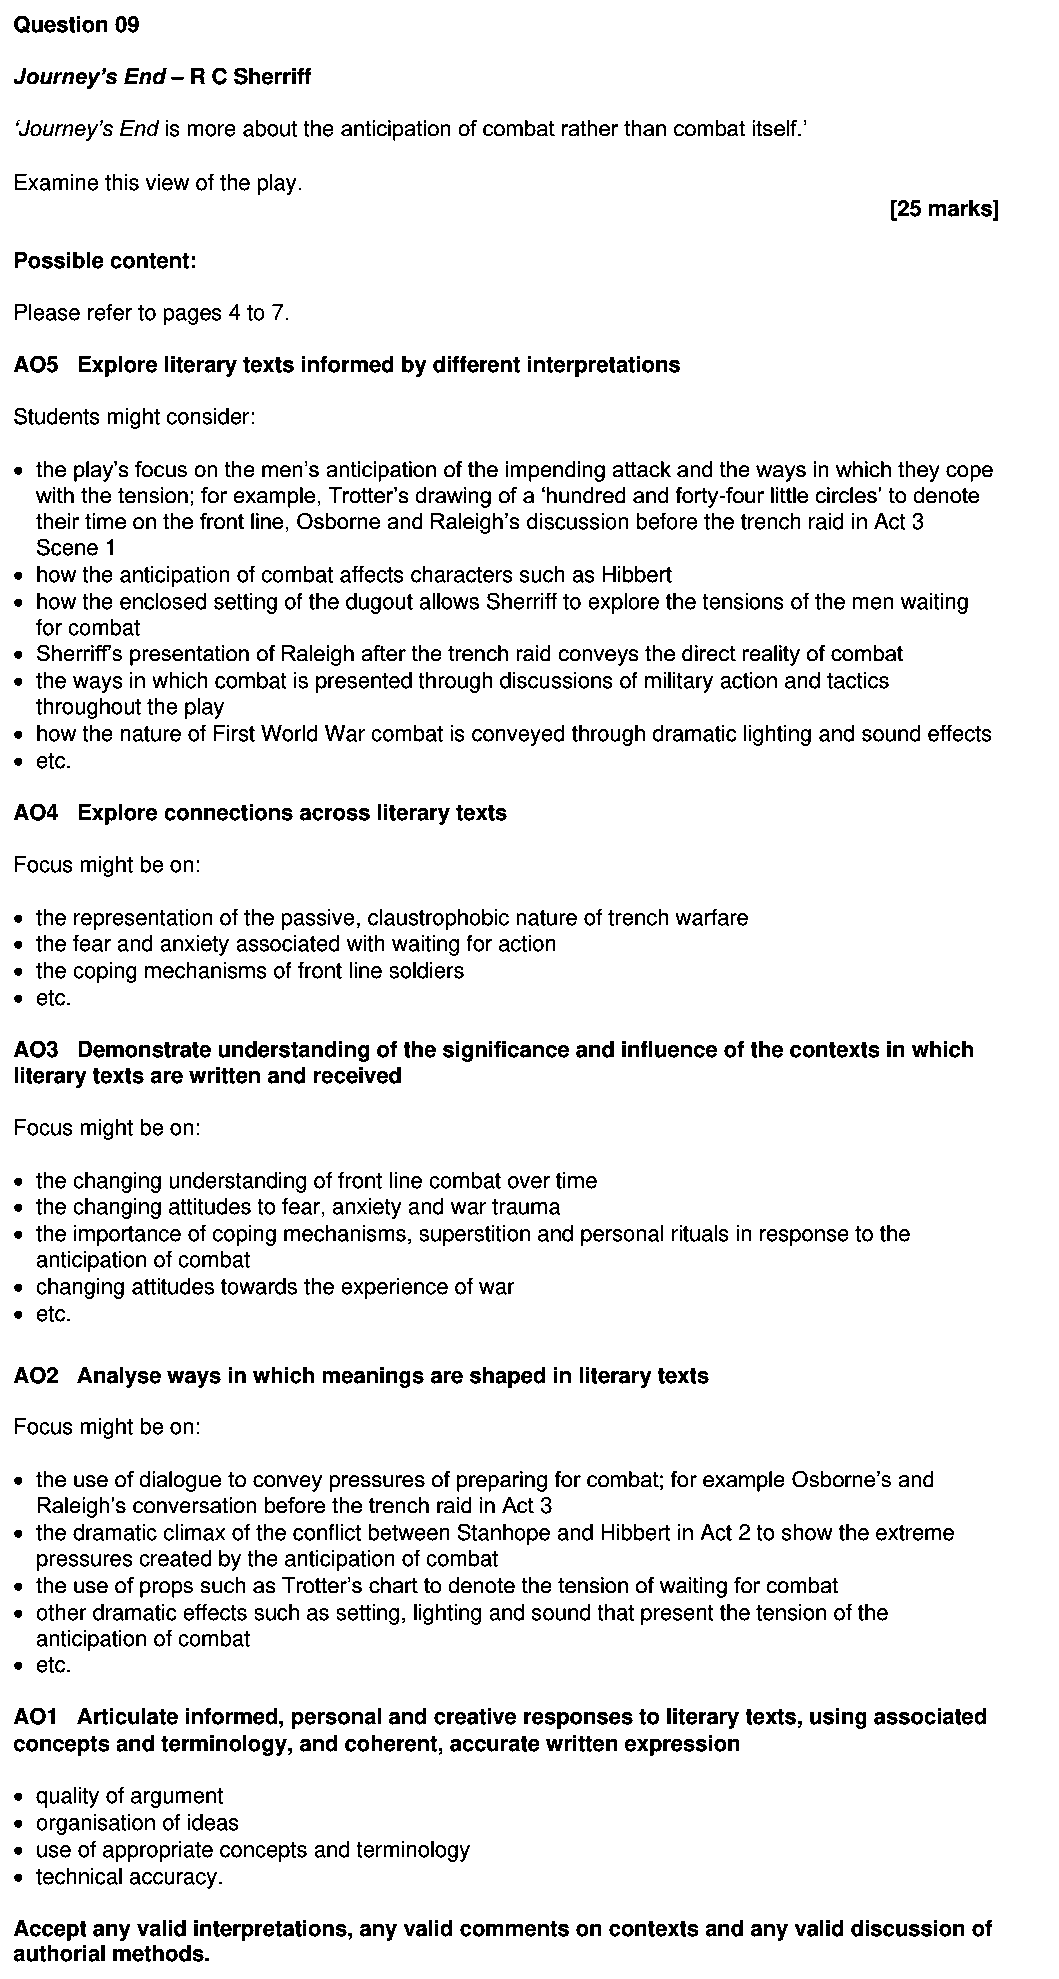 Question 09
Journey's End – R C Sherriff
'Journey's End is more about the anticipation of combat rather than combat itself.'
Examine this view of the play.
[25 marks]
Possible content:
Please refer to pages 4 to 7.
AO5 Explore literary texts informed by different interpretations
Students might consider:
• the play's focus on the men's anticipation of the impending attack and the ways in which they cope
with the tension; for example, Trotter's drawing of a 'hundred and forty-four little circles' to denote
their time on the front line, Osborne and Raleigh's discussion before the trench raid in Act 3
Scene 1
• how the anticipation of combat affects characters such as Hibbert
• how the enclosed setting of the dugout allows Sherriff to explore the tensions of the men waiting
for combat
• Sherriff's presentation of Raleigh after the trench raid conveys the direct reality of combat
• the ways in which combat is presented through discussions of military action and tactics
throughout the play
• how the nature of First World War combat is conveyed through dramatic lighting and sound effects
• etc.
AO4 Explore connections across literary texts
Focus might be on:
• the representation of the passive, claustrophobic nature of trench warfare
• the fear and anxiety associated with waiting for action
• the coping mechanisms of front line soldiers
• etc.
AO3 Demonstrate understanding of the significance and influence of the contexts in which
literary texts are written and received
Focus might be on:
• the changing understanding of front line combat over time
• the changing attitudes to fear, anxiety and war trauma
• the importance of coping mechanisms, superstition and personal rituals in response to the
anticipation of combat
• changing attitudes towards the experience of war
• etc.
AO2 Analyse ways in which meanings are shaped in literary texts
Focus might be on:
• the use of dialogue to convey pressures of preparing for combat; for example Osborne's and
Raleigh's conversation before the trench raid in Act 3
• the dramatic climax of the conflict between Stanhope and Hibbert in Act 2 to show the extreme
pressures created by the anticipation of combat
• the use of props such as Trotter's chart to denote the tension of waiting for combat
• other dramatic effects such as setting, lighting and sound that present the tension of the
anticipation of combat
• etc.
AO1 Articulate informed, personal and creative responses to literary texts, using associated
concepts and terminology, and coherent, accurate written expression
• quality of argument
• organisation of ideas
• use of appropriate concepts and terminology
• technical accuracy.
Accept any valid interpretations, any valid comments on contexts and any valid discussion of
authorial methods.